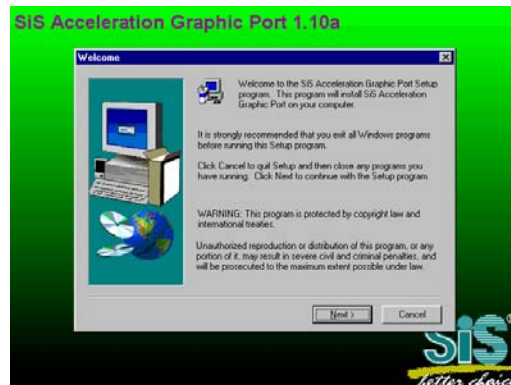 SiS Acceleration Graphic Port 1.10a
Welcome
Welcome to the SiS Acceleration Graphic Port Setup
program. This program will install SiS Acceleration
Graphic Port on your computer.
It is strongly recommended that you exit all Windows programs
before running this Setup program.
Click Cancel to quit Setup and then close any programs you
have running. Click Next to continue with the Setup program.
WARNING: This program is protected by copyright law and
international treaties.
Unauthorized reproduction or distribution of this program, or any
portion of it, may result in severe civil and criminal penalties, and
will be prosecuted to the maximum extent possible under law.
Next >
Cancel
SiS®
better choice